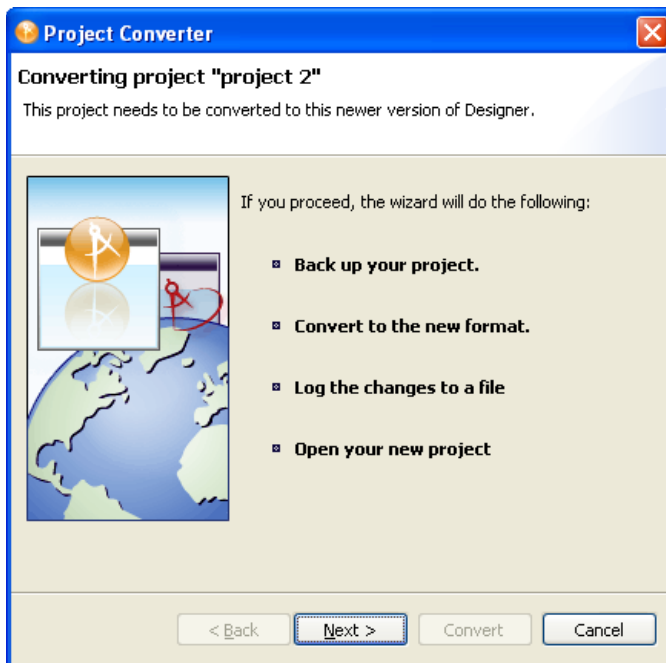 Project Converter
Converting project "project 2"
This project needs to be converted to this newer version of Designer.
If you proceed, the wizard will do the following:
Back up your project.
Convert to the new format.
Log the changes to a file
Open your new project
< Back Next > Convert Cancel